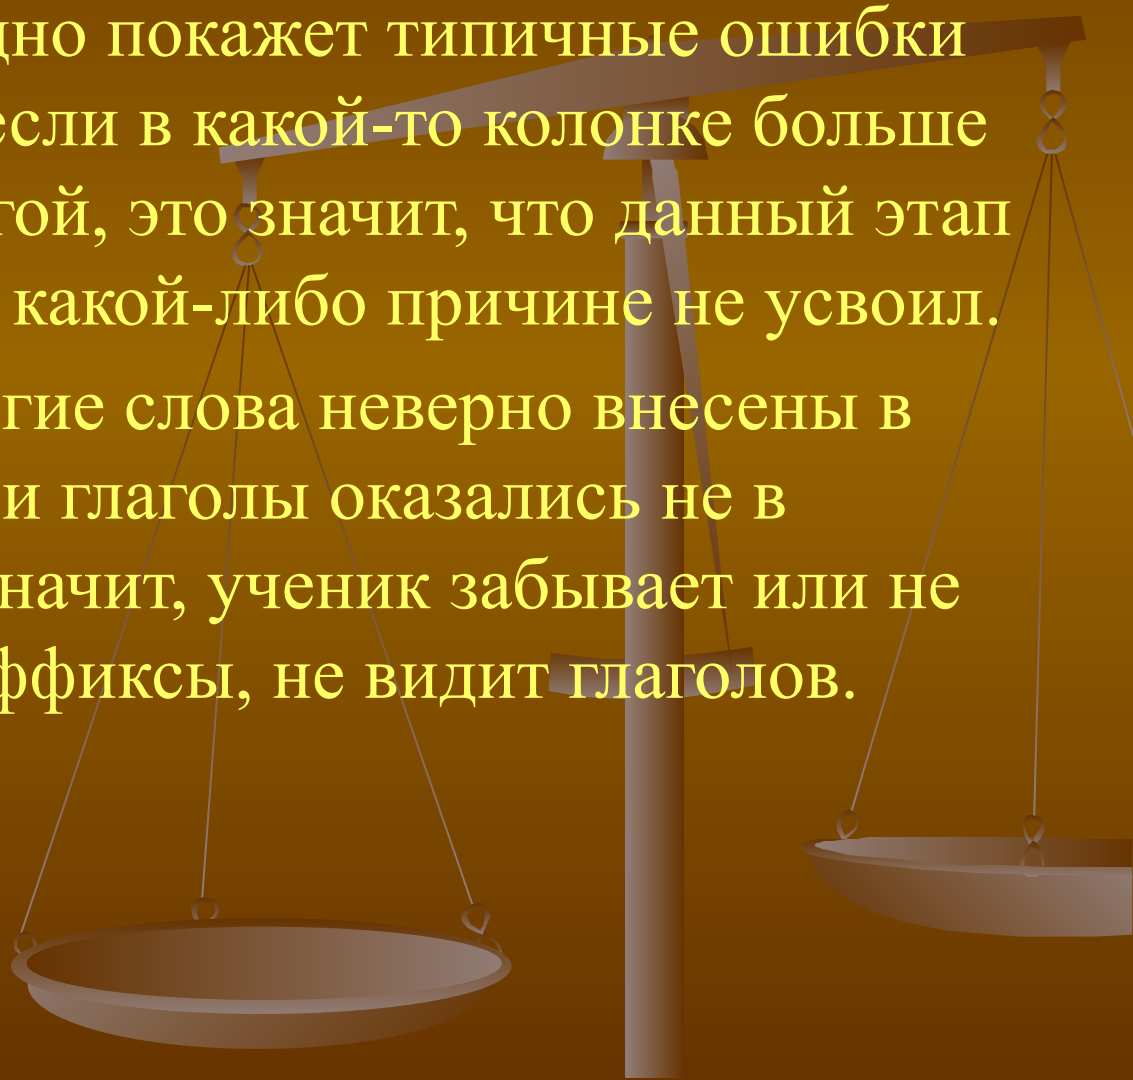 дно покажет типичные ошибки
если в какой-то колонке больше
гой, это значит, что данный этап
какой-либо причине не усвоил.
гие слова неверно внесены в
и глаголы оказались не в
начит, ученик забывает или не
ффиксы, не видит глаголов.